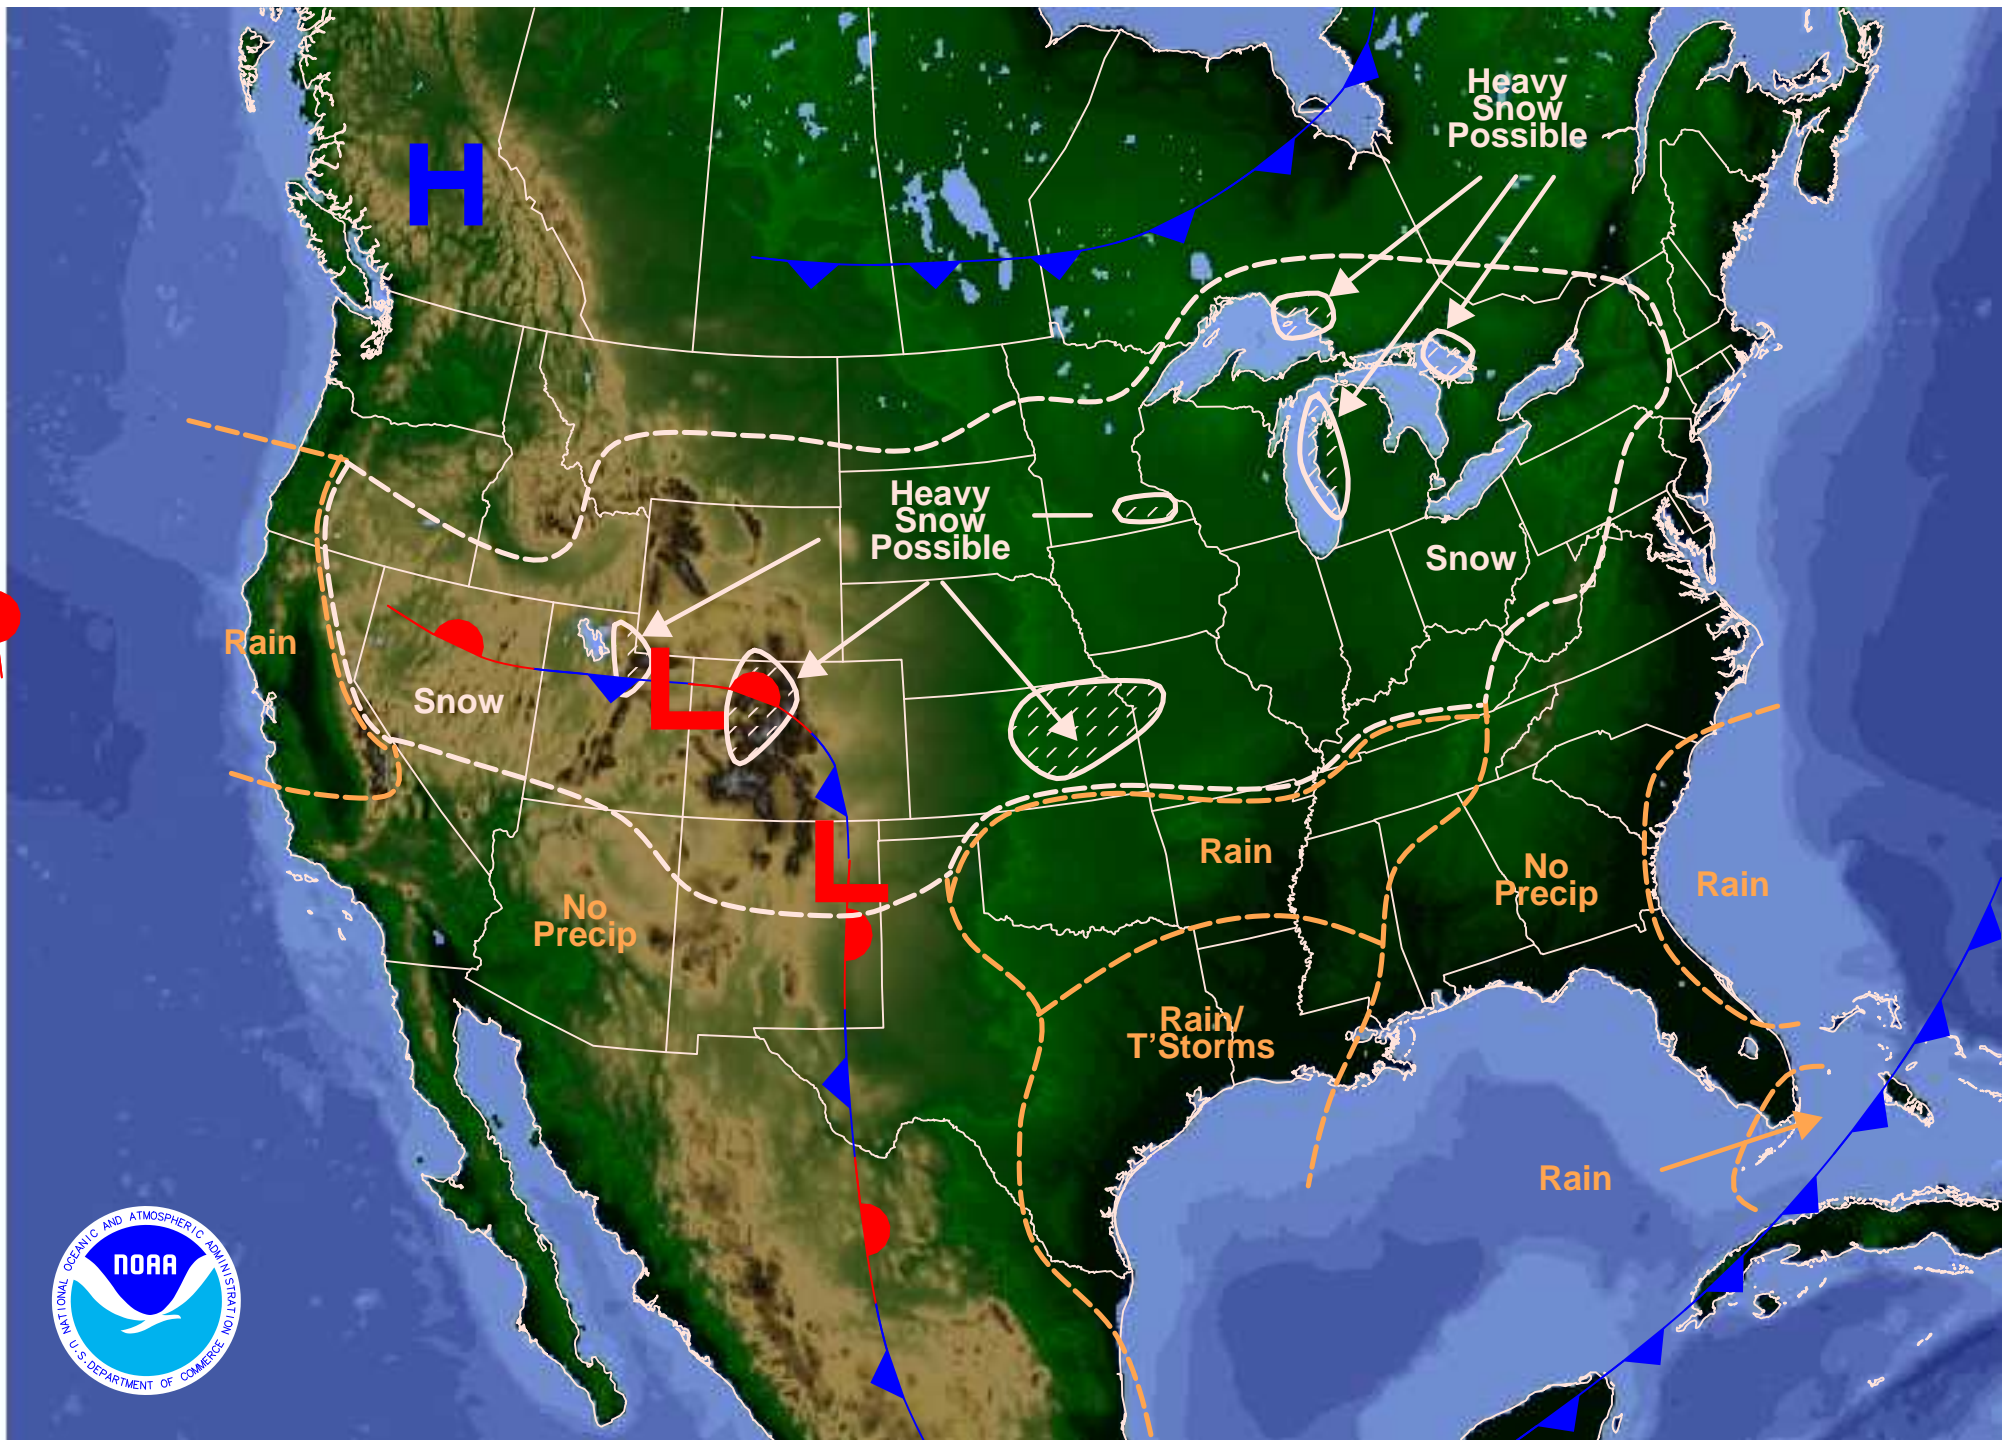 Heavy
Snow
Possible
H
Heavy
Snow
Possible
Snow
Rain
Snow
L
L
Rain
No
Precip
Rain
No
Precip
Rain/
T'Storms
Rain
NATIONAL OCEANIC AND ATMOSPHERIC ADMINISTRATION
NOAA
U.S. DEPARTMENT OF COMMERCE